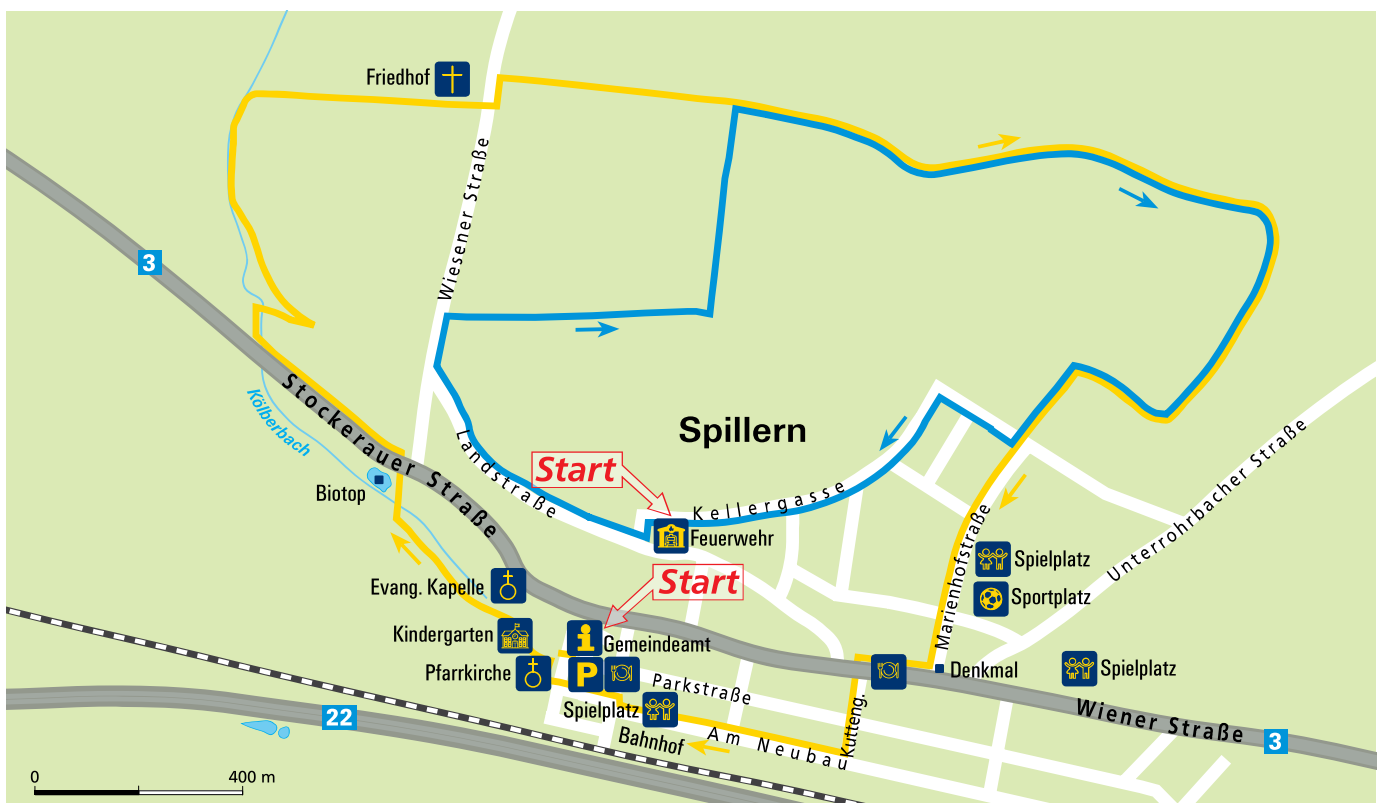 Friedhof
Wiesener Straße
3
Stockerauer Straße
Kölberbach
Biotop
Landstraße
Spillern
Start
Kellergasse
Feuerwehr
Marienhofstraße
Unterrohrbacher Straße
Spielplatz
Sportplatz
Start
Evang. Kapelle
Kindergarten
Gemeindeamt
Pfarrkirche
P
Parkstraße
Denkmal
Spielplatz
Spielplatz
Kutteng.
Wiener Straße
3
Bahnhof
Am Neubau
22
0 400 m